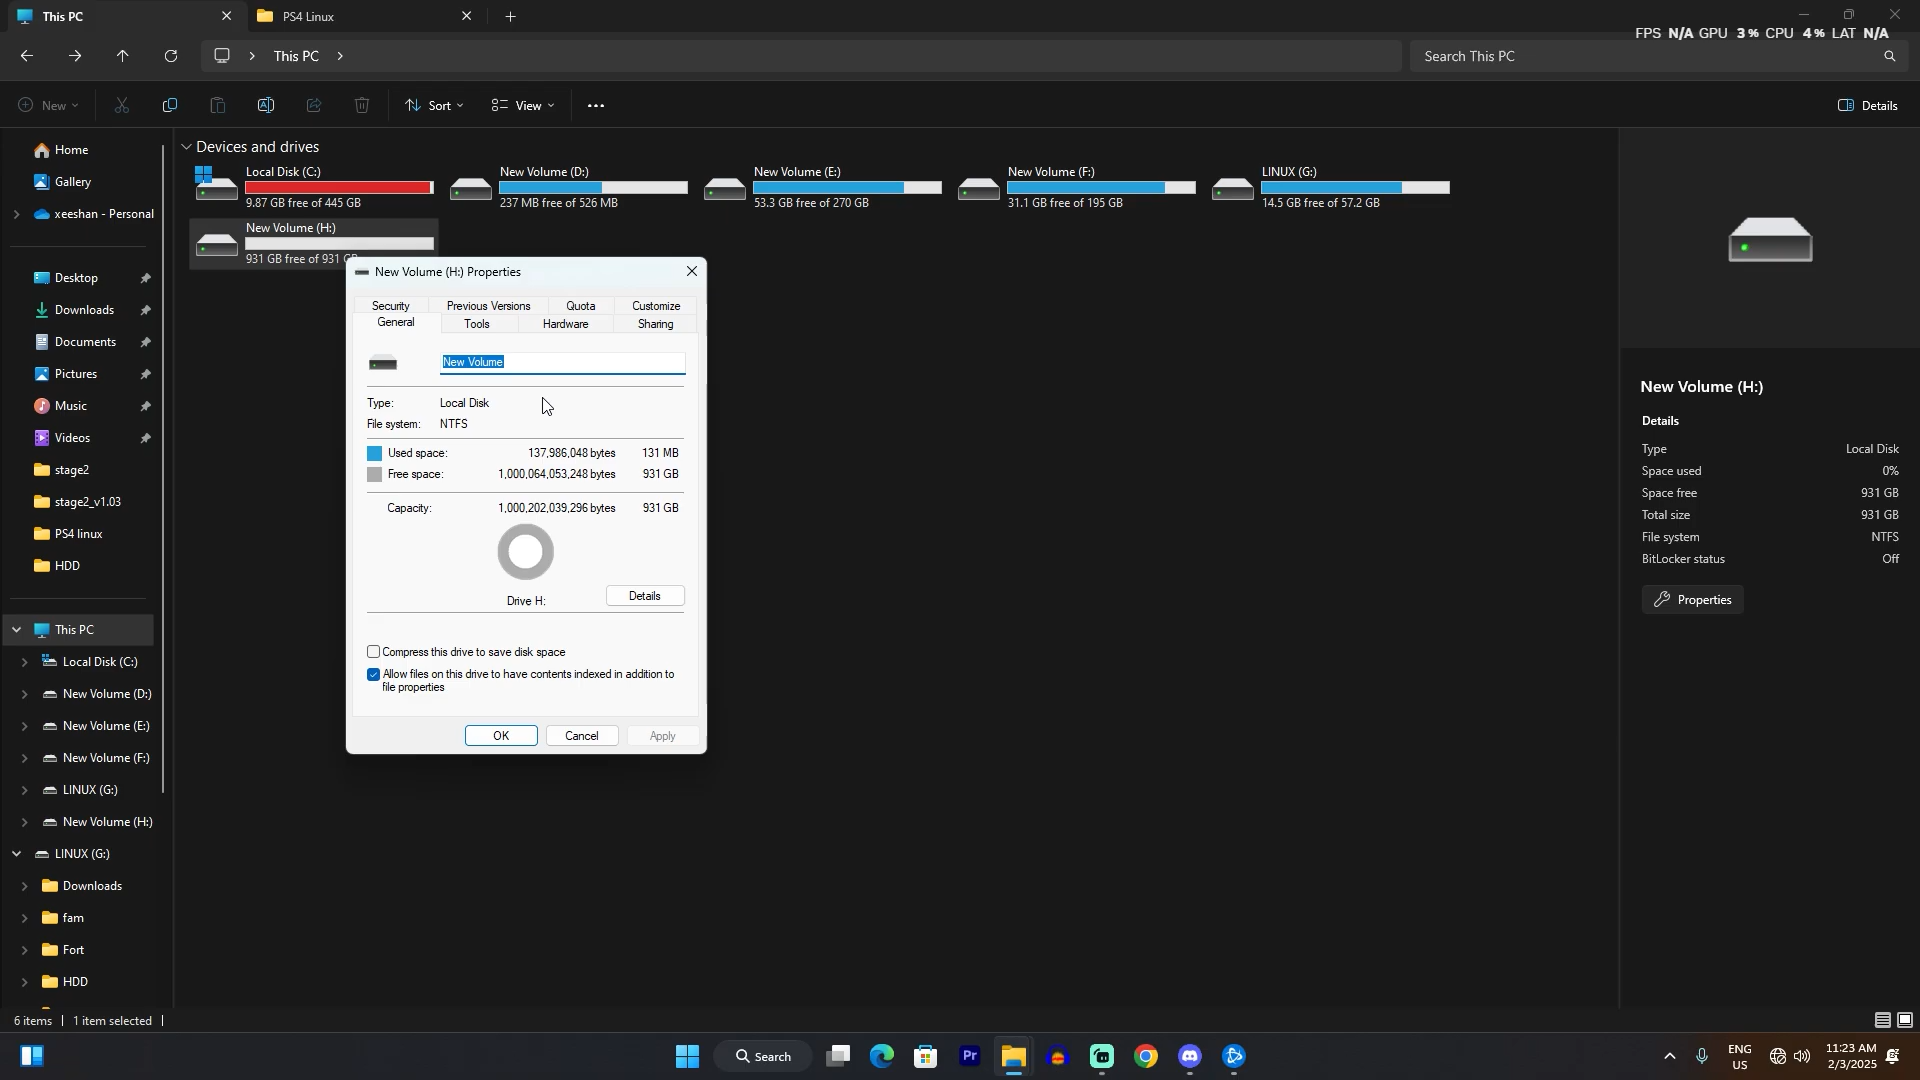 This PC
PS4 Linux
FPS N/A GPU 3% CPU 4% LAT N/A
This PC
Search This PC
New
Sort
View
Details
Home
Gallery
xeeshan - Personal
Desktop
Downloads
Documents
Pictures
Music
Videos
stage2
stage2_v1.03
PS4 linux
HDD
This PC
Local Disk (C:)
New Volume (D:)
New Volume (E:)
New Volume (F:)
LINUX (G:)
New Volume (H:)
LINUX (G:)
Downloads
fam
Fort
HDD
Devices and drives
Local Disk (C:)
9.87 GB free of 445 GB
New Volume (D:)
237 MB free of 526 MB
New Volume (E:)
53.3 GB free of 270 GB
New Volume (F:)
31.1 GB free of 195 GB
LINUX (G:)
14.5 GB free of 57.2 GB
New Volume (H:)
931 GB free of 931
New Volume (H:) Properties
Security Previous Versions Quota Customize
General Tools Hardware Sharing
New Volume
Type: Local Disk
File system: NTFS
Used space: 137,986,048 bytes 131 MB
Free space: 1,000,064,053,248 bytes 931 GB
Capacity: 1,000,202,039,296 bytes 931 GB
Drive H:
Details
Compress this drive to save disk space
Allow files on this drive to have contents indexed in addition to
file properties
OK Cancel Apply
New Volume (H:)
Details
Type Local Disk
Space used 0%
Space free 931 GB
Total size 931 GB
File system NTFS
BitLocker status Off
Properties
6 items 1 item selected
Search
Pr
ENG
US
11:23 AM
2/3/2025